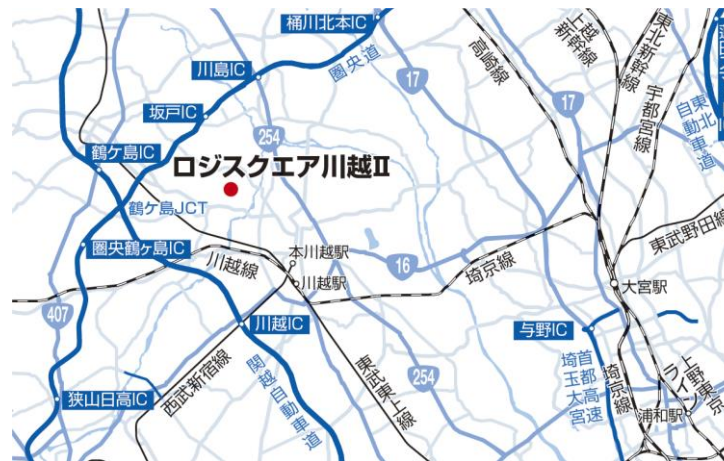 桶川北本IC
川島IC
圏央道
坂戸IC
17
高崎線
上越新幹線
東北新幹線
宇都宮線
東北自動車道
17
254
鶴ヶ島IC
ロジスクエア川越Ⅱ
鶴ヶ島JCT
圏央鶴ヶ島IC
川越線
本川越駅
川越駅
16
埼京線
東武野田線
大宮駅
407
川越IC
与野IC
関越自動車道
西武新宿線
東武東上線
254
首都高速
埼玉大宮
埼京線
上野東京
ライン
狭山日高IC
浦和駅